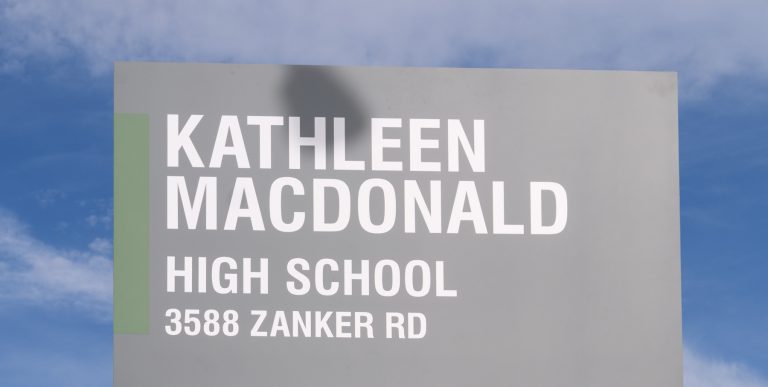 KATHLEEN
MACDONALD
HIGH SCHOOL
3588 ZANKER RD